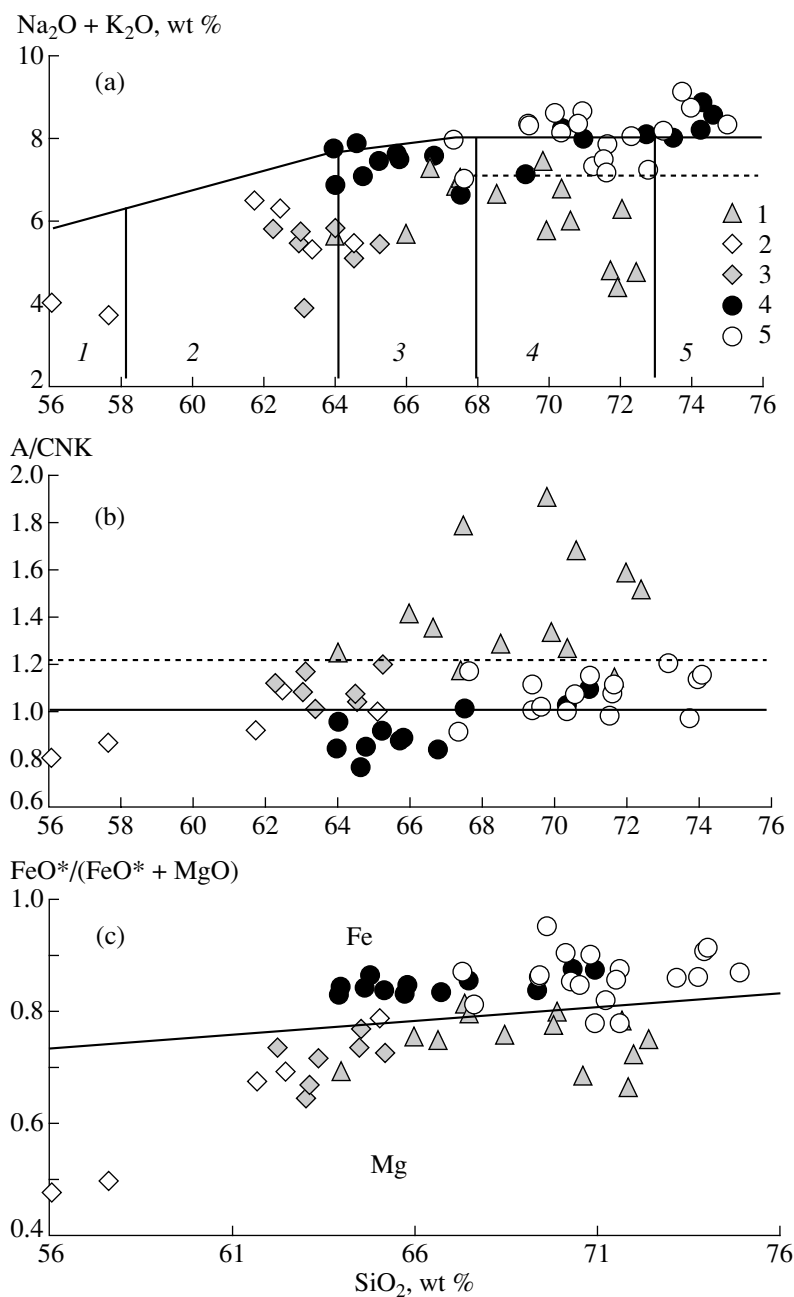 Na₂O + K₂O, wt %
10
(a)
8
6
4
2
1 2 3 4 5
1
2
3
4
5
56 58 60 62 64 66 68 70 72 74 76
A/CNK
2.0
(b)
1.8
1.6
1.4
1.2
1.0
0.8
0.6
56 58 60 62 64 66 68 70 72 74 76
FeO*/(FeO* + MgO)
1.0
(c)
Fe
0.8
0.6
Mg
0.4
56 61 66 71 76
SiO₂, wt %